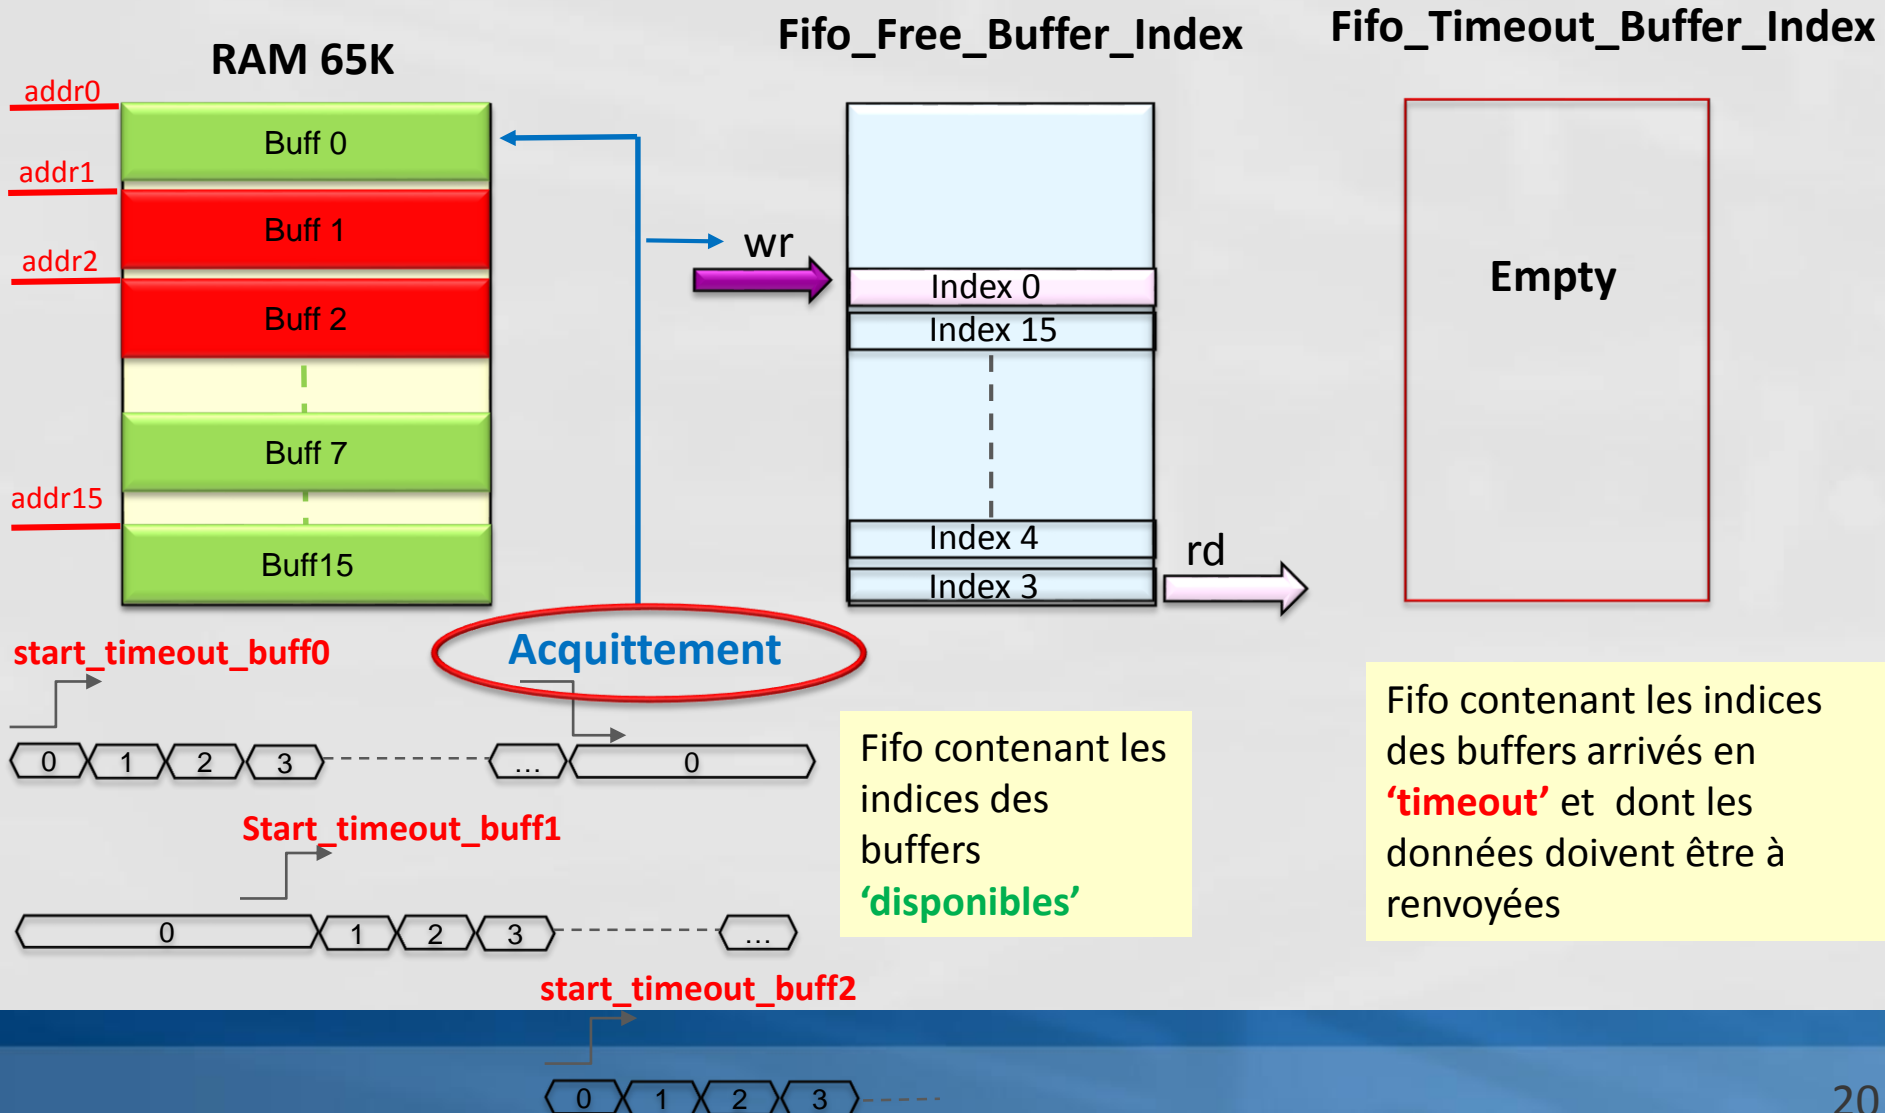 RAM 65K
Fifo_Free_Buffer_Index
Fifo_Timeout_Buffer_Index
addr0
Buff 0
addr1
Buff 1
addr2
Buff 2
Buff 7
addr15
Buff15
wr
Index 0
Index 15
Index 4
Index 3
rd
Empty
start_timeout_buff0
Acquittement
0
1
2
3
...
0
Start_timeout_buff1
0
1
2
3
...
start_timeout_buff2
0
1
2
3
Fifo contenant les
indices des
buffers
‘disponibles’
Fifo contenant les indices
des buffers arrivés en
‘timeout’ et  dont les
données doivent être à
renvoyées
20